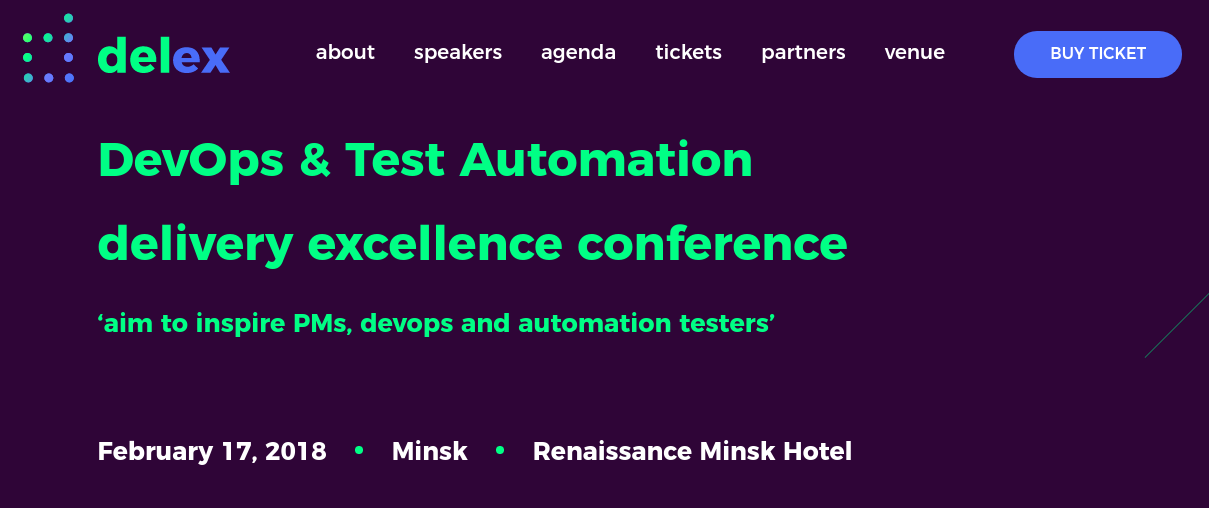 delex
about speakers agenda tickets partners venue
BUY TICKET
DevOps & Test Automation
delivery excellence conference
‘aim to inspire PMs, devops and automation testers’
February 17, 2018 • Minsk • Renaissance Minsk Hotel